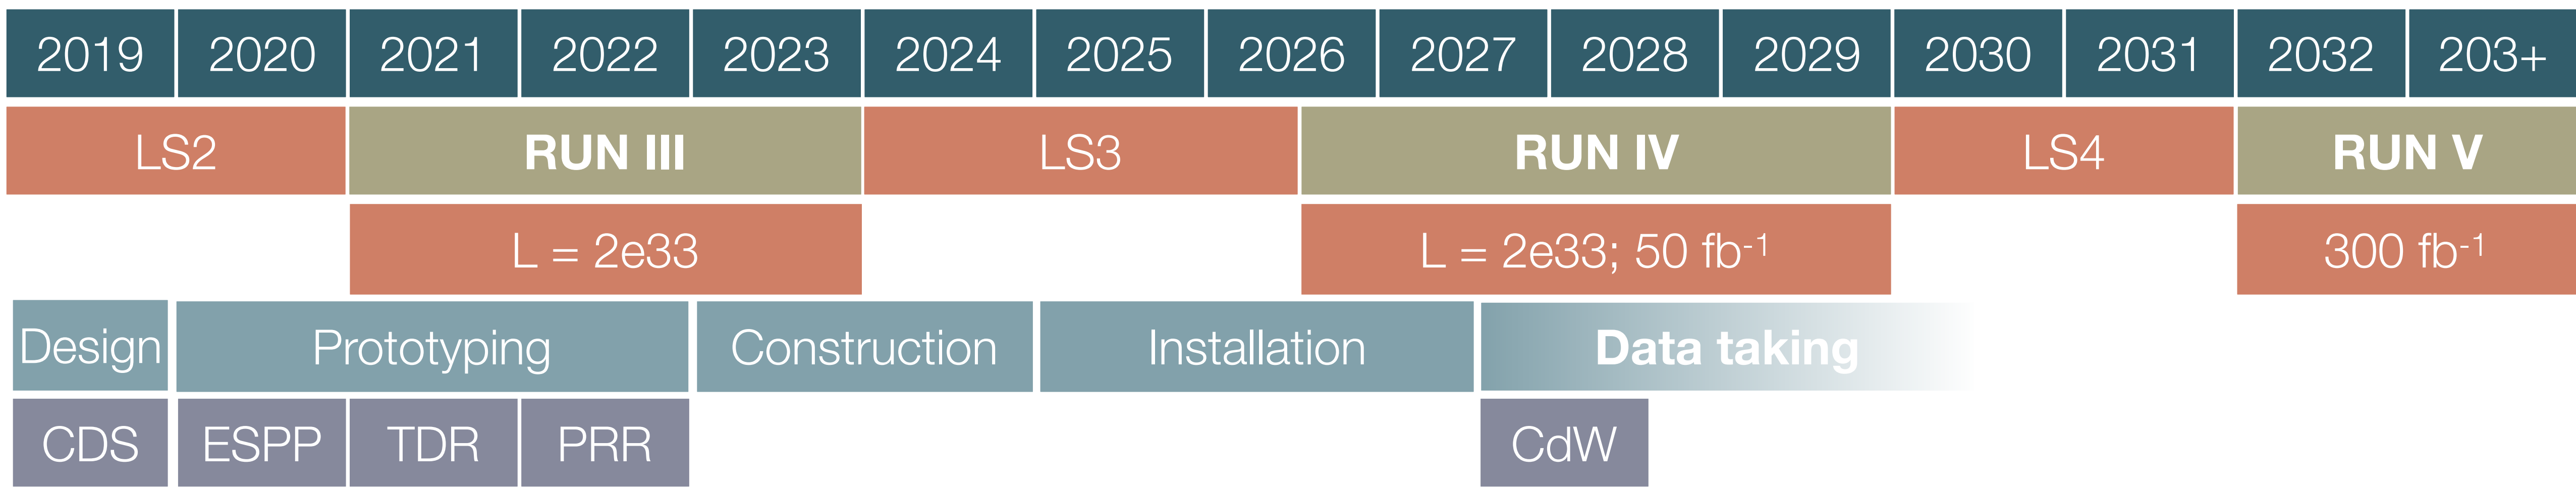 2019 2020 2021 2022 2023 2024 2025 2026 2027 2028 2029 2030 2031 2032 203+
LS2 RUN III LS3 RUN IV LS4 RUN V
L = 2e33 L = 2e33; 50 fb⁻¹ 300 fb⁻¹
Design Prototyping Construction Installation Data taking
CDS ESPP TDR PRR CdW